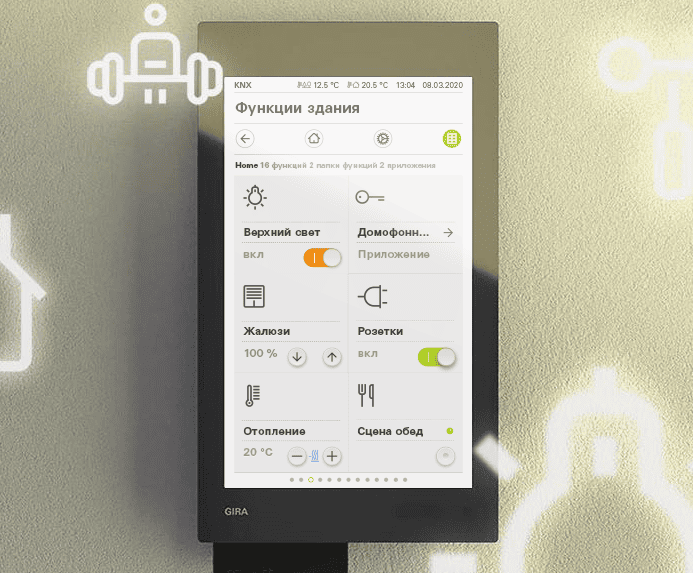 KNX 12.5 °C 20.5 °C 13:04 08.03.2020
Функции здания
Home 16 функций 2 папки функций 2 приложения
Верхний свет
вкл
Домофонн...
Приложение
Жалюзи
100 %
Розетки
вкл
Отопление
20 °C
Сцена обед
GIRA